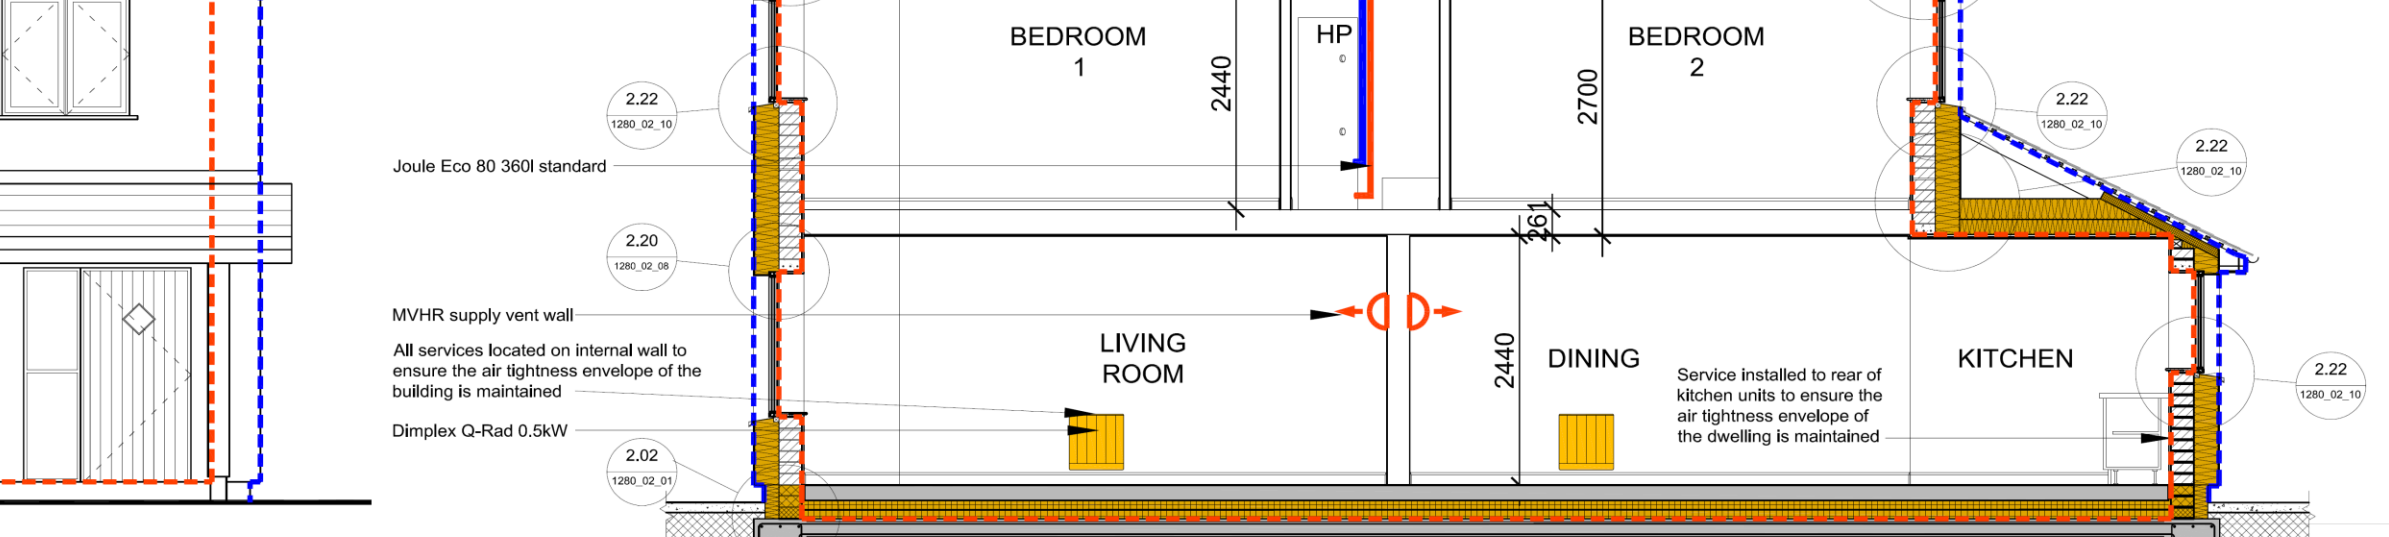 BEDROOM
1
2440
HP
2700
BEDROOM
2
2.22
1280_02_10
2.22
1280_02_10
2.22
1280_02_10
Joule Eco 80 360l standard
261
2.20
1280_02_08
MVHR supply vent wall
All services located on internal wall to
ensure the air tightness envelope of the
building is maintained
Dimplex Q-Rad 0.5kW
LIVING
ROOM
2440
DINING
Service installed to rear of
kitchen units to ensure the
air tightness envelope of
the dwelling is maintained
KITCHEN
2.22
1280_02_10
2.02
1280_02_01